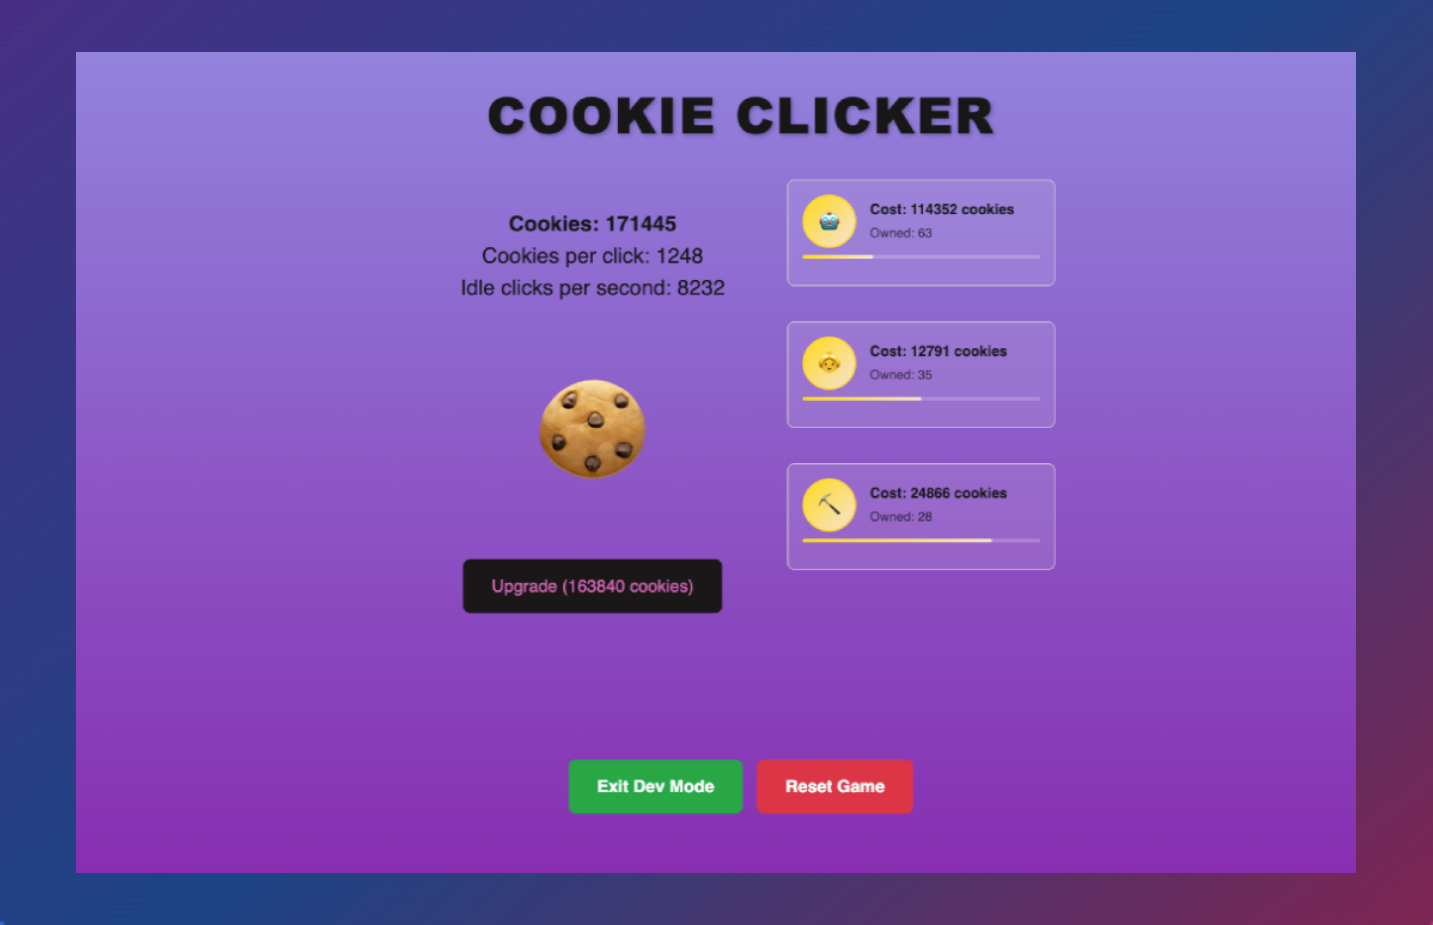 COOKIE CLICKER
Cookies: 171445
Cookies per click: 1248
Idle clicks per second: 8232
Upgrade (163840 cookies)
Cost: 114352 cookies
Owned: 63
Cost: 12791 cookies
Owned: 35
Cost: 24866 cookies
Owned: 28
Exit Dev Mode
Reset Game